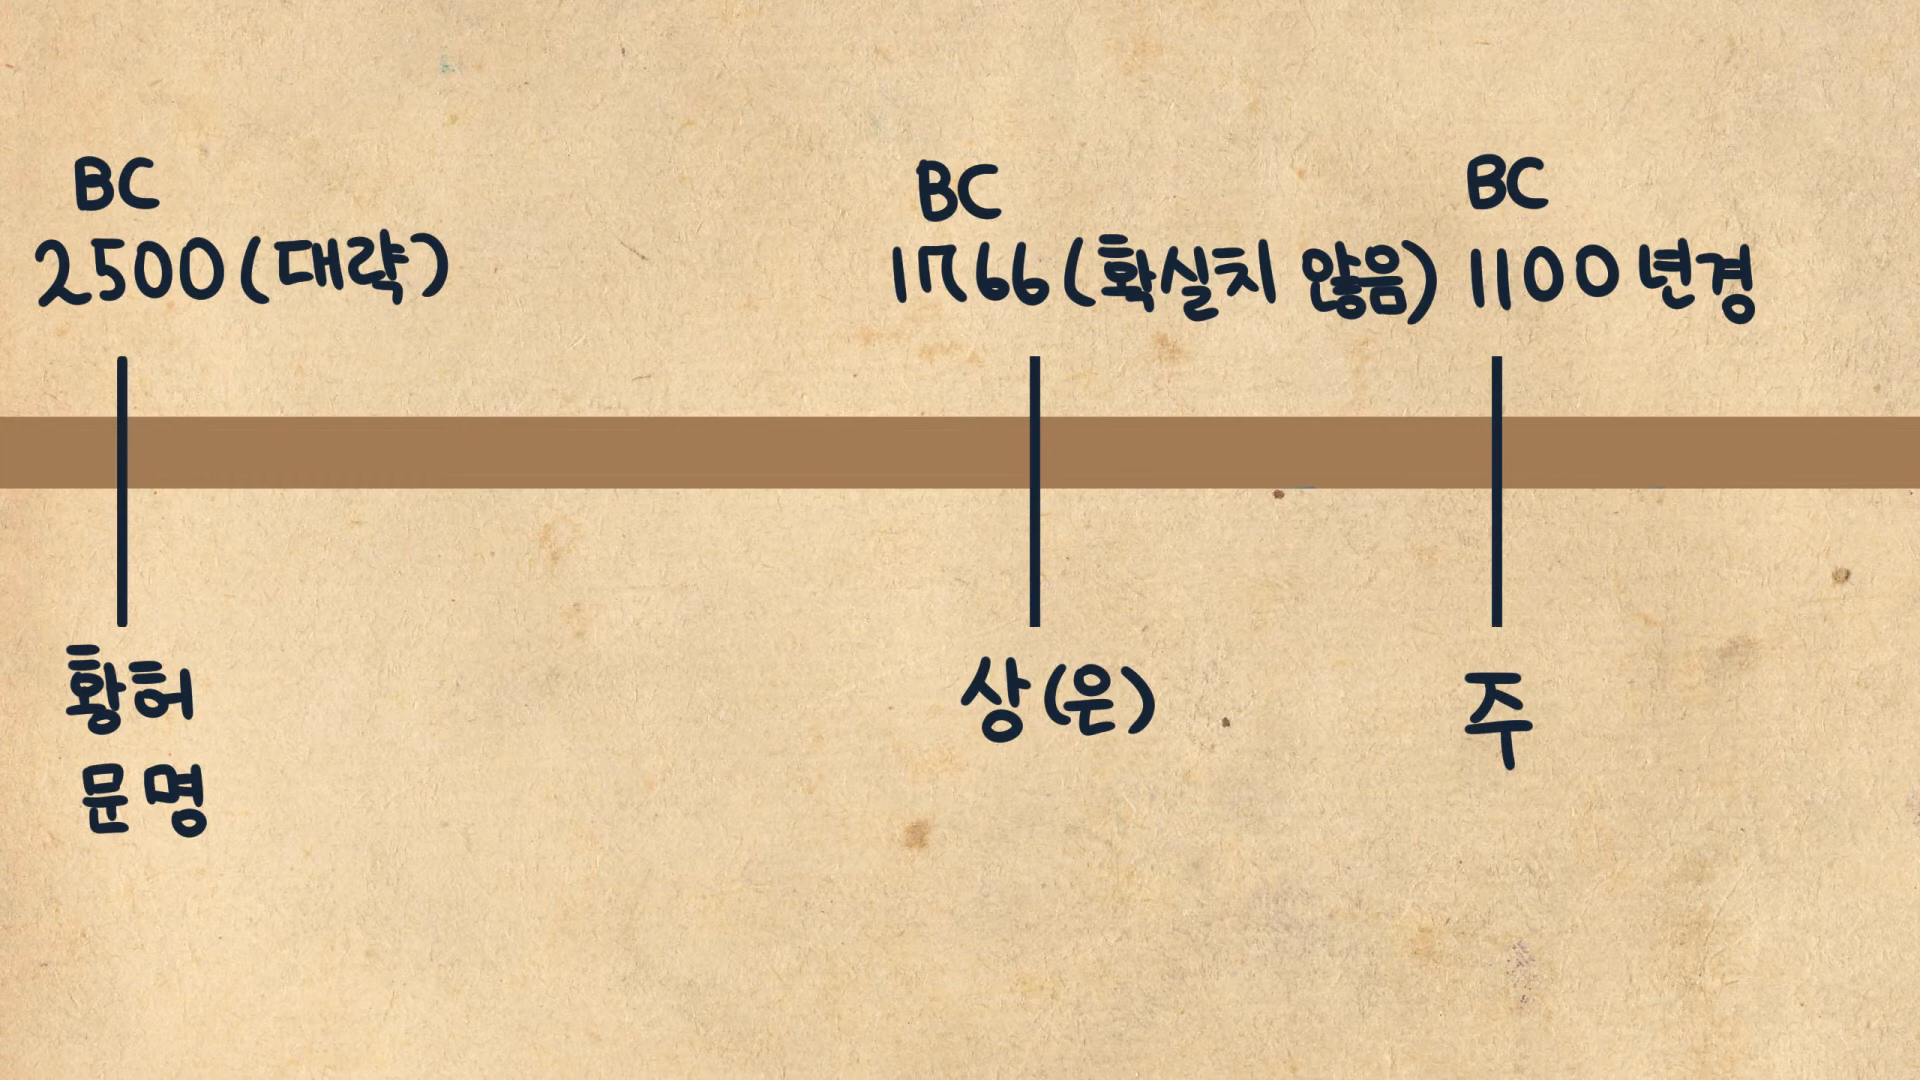 BC
2500(대략)
BC
1766(확실치 않음)
BC
1100년경
황허
문명
상(은)
주